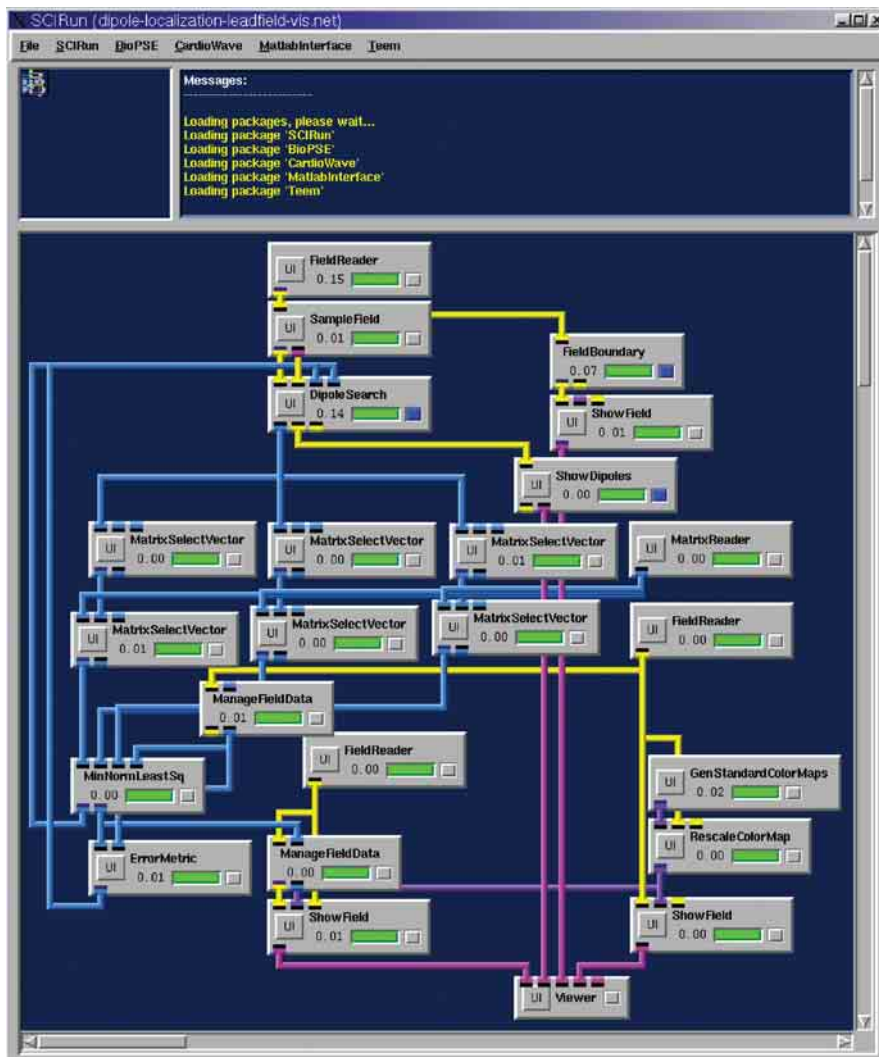 SCIRun (dipole-localization-leadfield-vis.net)
File SCIRun BioPSE CardioWave MatlabInterface Teem
Messages:
Loading packages, please wait...
Loading package 'SCIRun'
Loading package 'BioPSE'
Loading package 'CardioWave'
Loading package 'MatlabInterface'
Loading package 'Teem'
UI FieldReader
0.15
UI SampleField
0.01
FieldBoundary
0.07
UI DipoleSearch
0.14
UI ShowField
0.01
UI ShowDipoles
0.00
UI MatrixSelectVector
0.00
UI MatrixSelectVector
0.00
UI MatrixSelectVector
0.01
UI MatrixReader
0.00
UI MatrixSelectVector
0.01
UI MatrixSelectVector
0.00
UI MatrixSelectVector
0.00
UI FieldReader
0.00
ManageFieldData
0.01
UI FieldReader
0.00
MinNormLeastSq
0.00
UI GenStandardColorMaps
0.02
UI RescaleColorMap
0.00
UI ErrorMetric
0.01
ManageFieldData
0.00
UI ShowField
0.01
UI ShowField
0.00
UI Viewer